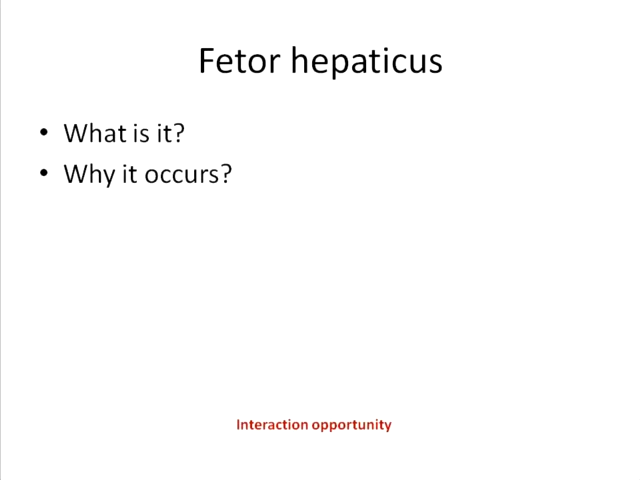 Fetor hepaticus
• What is it?
• Why it occurs?
Interaction opportunity